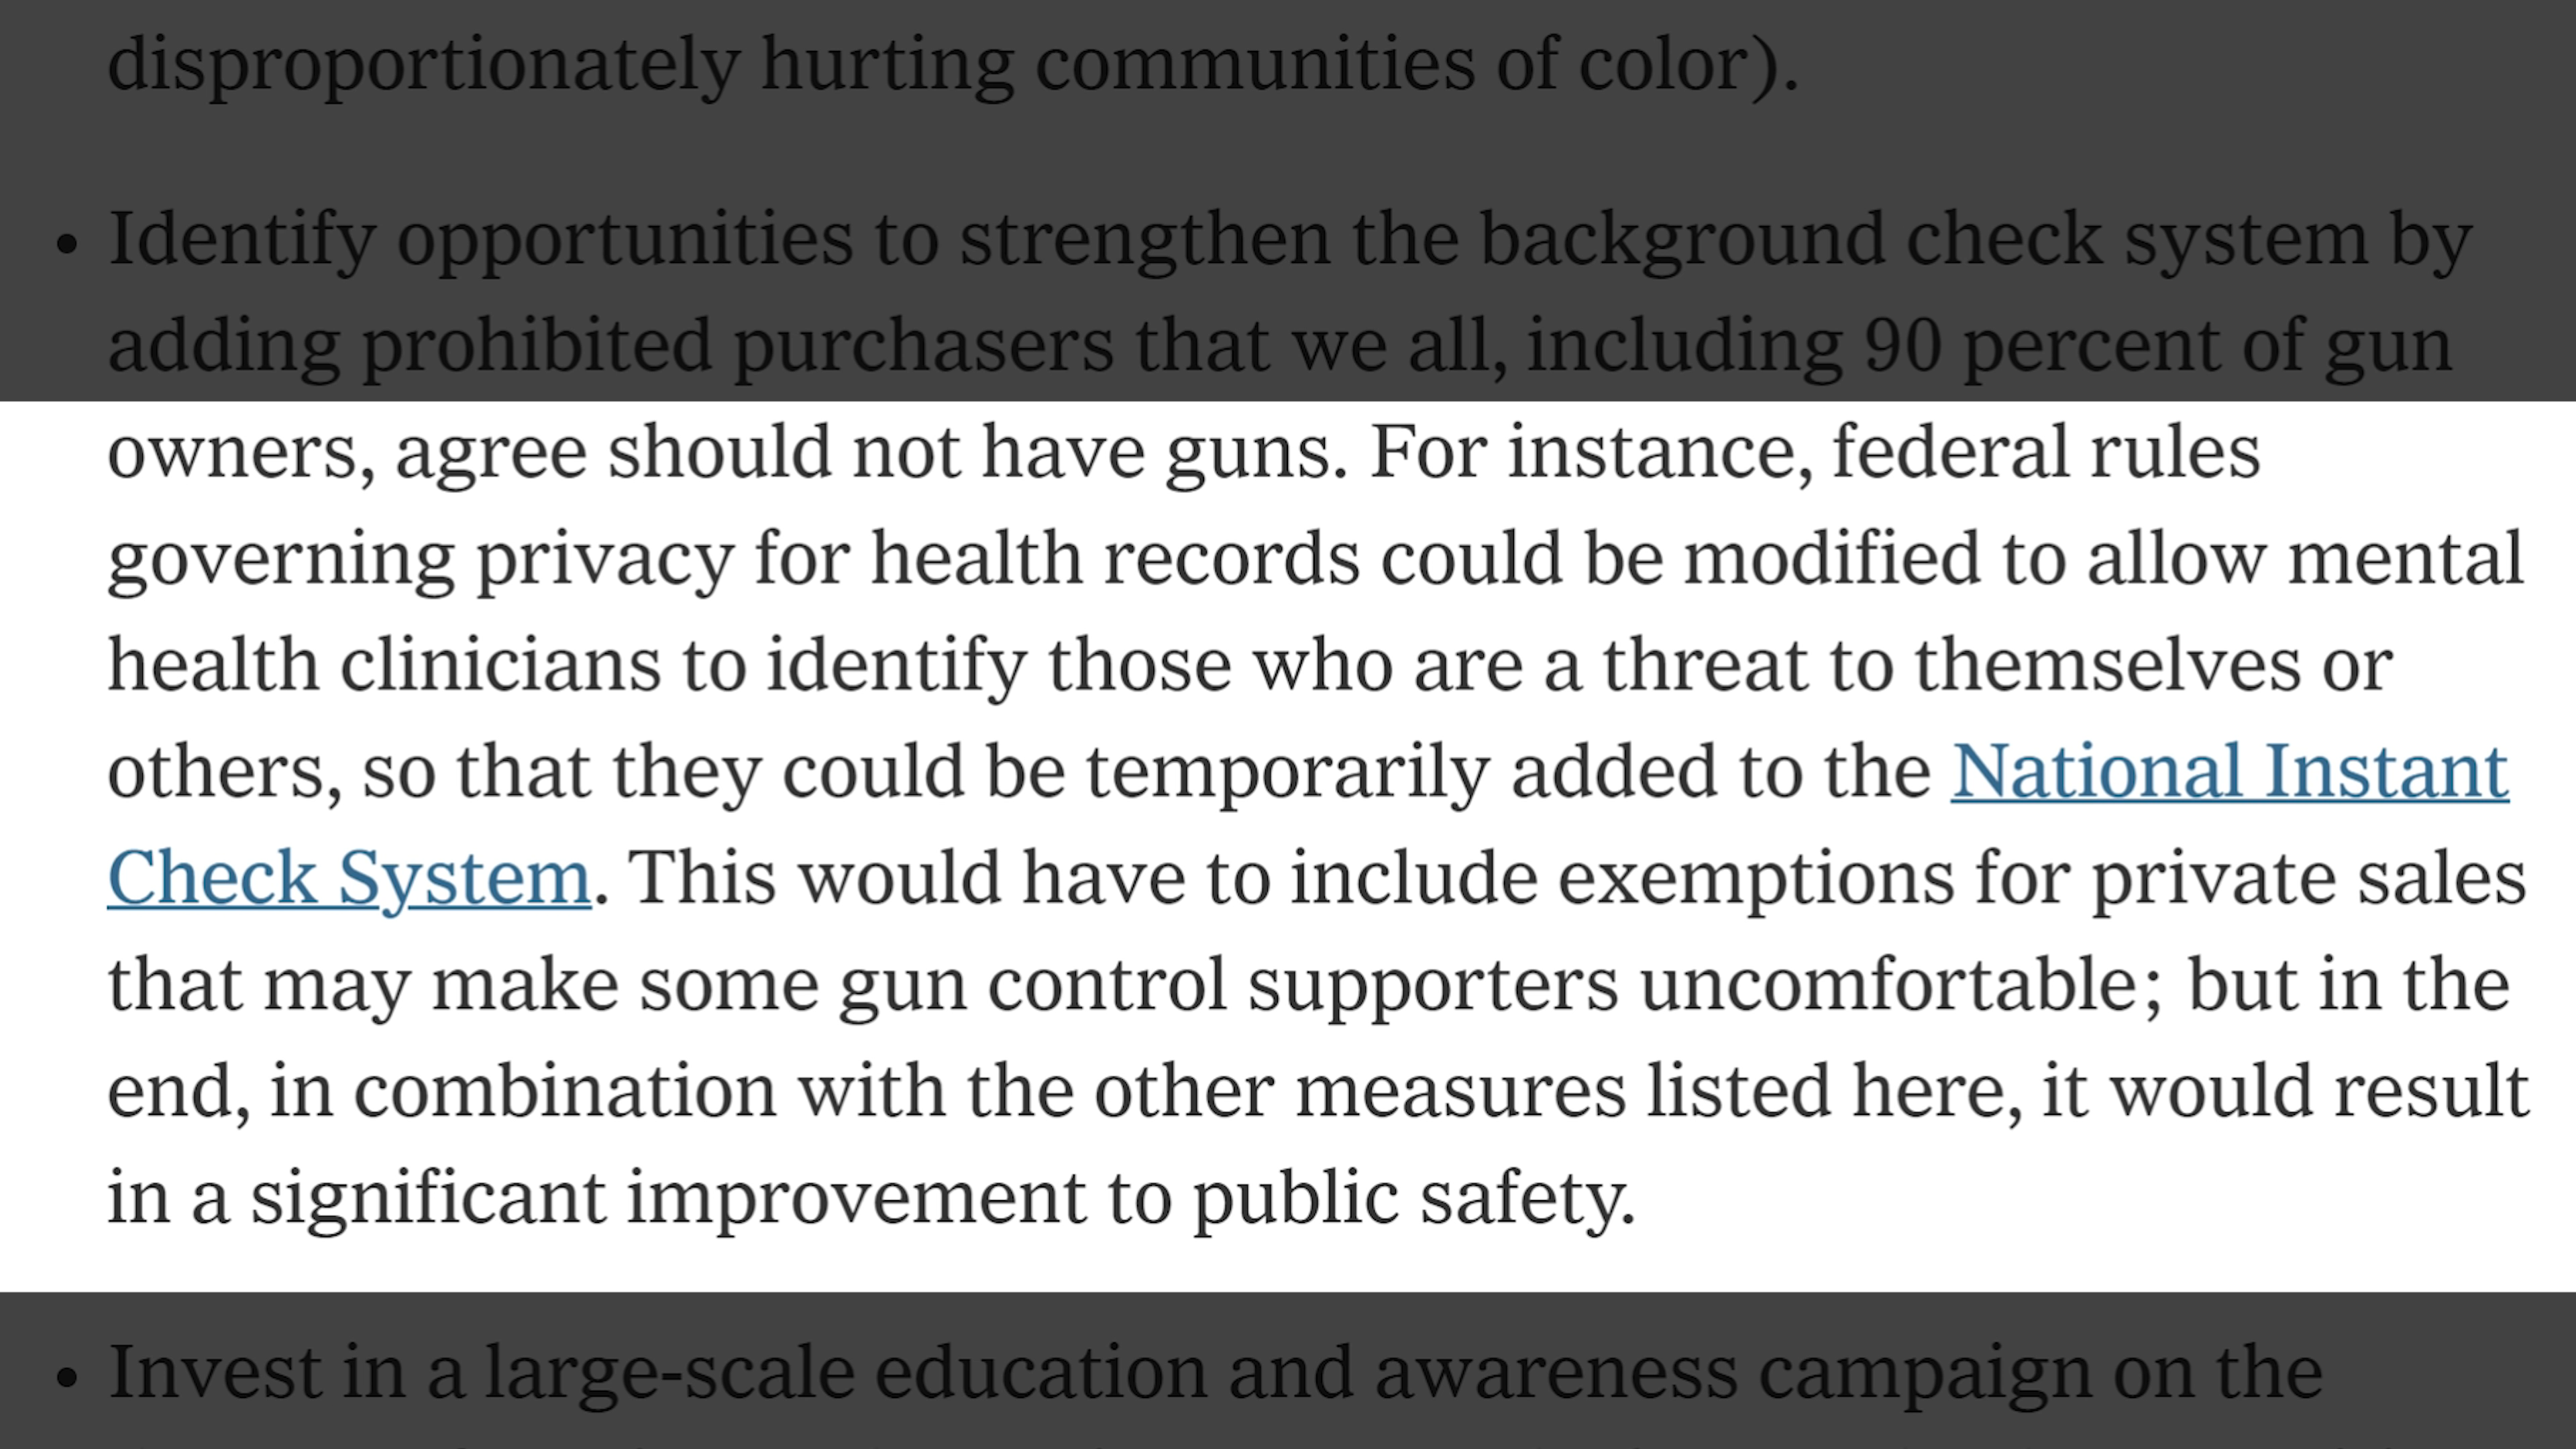 disproportionately hurting communities of color).
• Identify opportunities to strengthen the background check system by
adding prohibited purchasers that we all, including 90 percent of gun
owners, agree should not have guns. For instance, federal rules
governing privacy for health records could be modified to allow mental
health clinicians to identify those who are a threat to themselves or
others, so that they could be temporarily added to the National Instant
Check System. This would have to include exemptions for private sales
that may make some gun control supporters uncomfortable; but in the
end, in combination with the other measures listed here, it would result
in a significant improvement to public safety.
• Invest in a large-scale education and awareness campaign on the